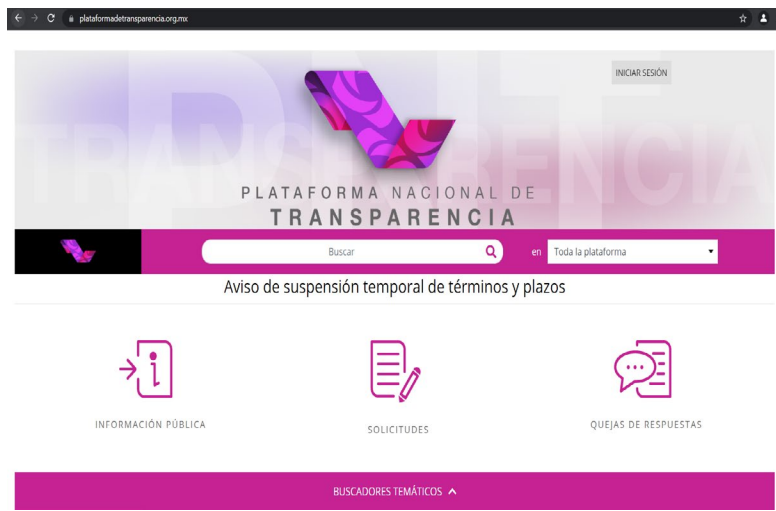 plataformadetransparencia.org.mx
PNT
TRANSPARENCIA
INICIAR SESIÓN
PLATAFORMA NACIONAL DE
TRANSPARENCIA
Buscar
en
Toda la plataforma
Aviso de suspensión temporal de términos y plazos
INFORMACIÓN PÚBLICA
SOLICITUDES
QUEJAS DE RESPUESTAS
BUSCADORES TEMÁTICOS